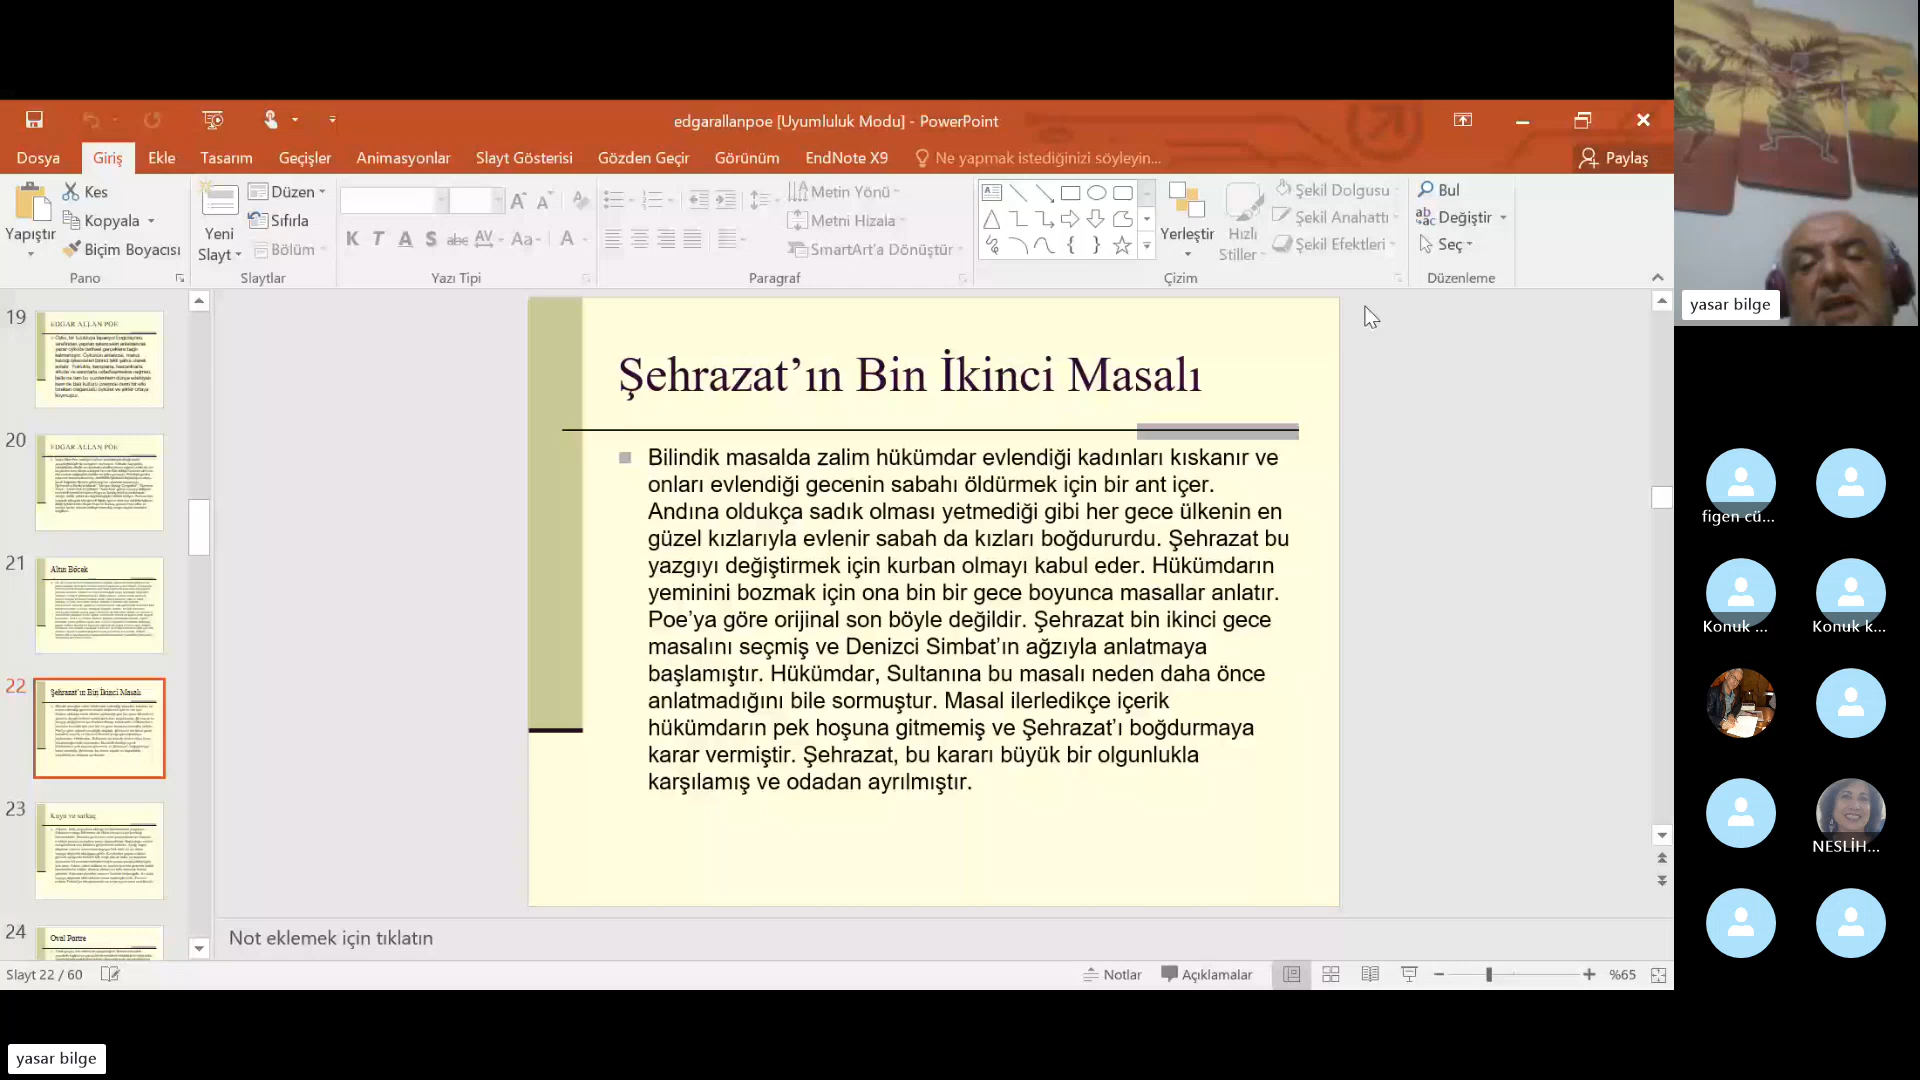 edgarallanpoe [Uyumluluk Modu] - PowerPoint
Dosya
Giriş
Ekle
Tasarım
Geçişler
Animasyonlar
Slayt Gösterisi
Gözden Geçir
Görünüm
EndNote X9
Ne yapmak istediğinizi söyleyin...
Paylaş
Yapıştır
Kes
Kopyala
Biçim Boyacısı
Pano
Yeni
Slayt
Düzen
Sıfırla
Bölüm
Slaytlar
K T A S abc AV Aa A
Yazı Tipi
Metin Yönü
Metni Hizala
SmartArt'a Dönüştür
Paragraf
Yerleştir
Hızlı
Stiller
Şekil Dolgusu
Şekil Anahattı
Şekil Efektleri
Çizim
Bul
Değiştir
Seç
Düzenleme
19
EDGAR ALLAN POE
20
EDGAR ALLAN POE
21
Altın Böcek
22
Şehrazat'ın Bin İkinci Masalı
23
Kuyu ve sarkaç
24
Oval Portre
Şehrazat’ın Bin İkinci Masalı
Bilindik masalda zalim hükümdar evlendiği kadınları kıskanır ve
onları evlendiği gecenin sabahı öldürmek için bir ant içer.
Andına oldukça sadık olması yetmediği gibi her gece ülkenin en
güzel kızlarıyla evlenir sabah da kızları boğdururdu. Şehrazat bu
yazgıyı değiştirmek için kurban olmayı kabul eder. Hükümdarın
yeminini bozmak için ona bin bir gece boyunca masallar anlatır.
Poe’ya göre orijinal son böyle değildir. Şehrazat bin ikinci gece
masalını seçmiş ve Denizci Simbat’ın ağzıyla anlatmaya
başlamıştır. Hükümdar, Sultanına bu masalı neden daha önce
anlatmadığını bile sormuştur. Masal ilerledikçe içerik
hükümdarın pek hoşuna gitmemiş ve Şehrazat’ı boğdurmaya
karar vermiştir. Şehrazat, bu kararı büyük bir olgunlukla
karşılamış ve odadan ayrılmıştır.
Not eklemek için tıklatın
Slayt 22 / 60
Notlar
Açıklamalar
%65
yasar bilge
figen cü...
Konuk ...
Konuk k...
NESLİH...
yasar bilge